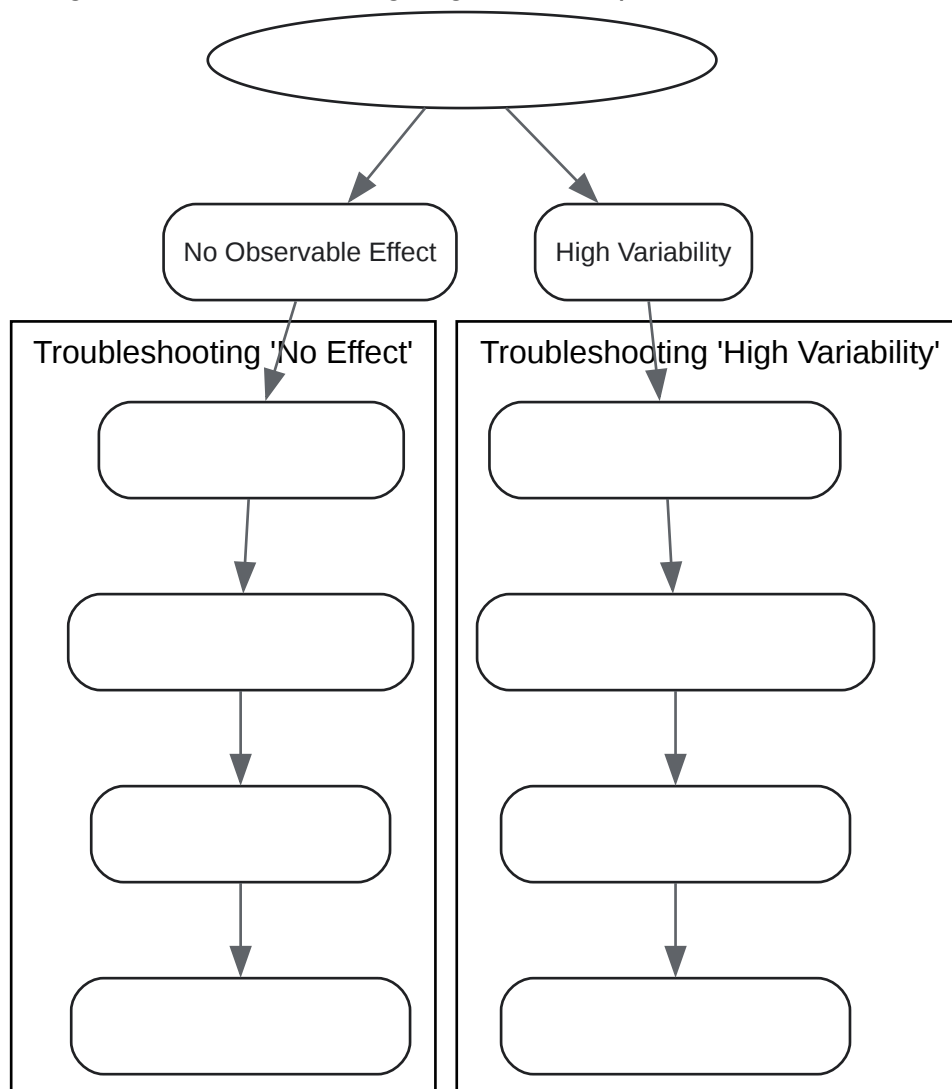 No Observable Effect
High Variability
Troubleshooting 'No Effect'
Troubleshooting 'High Variability'